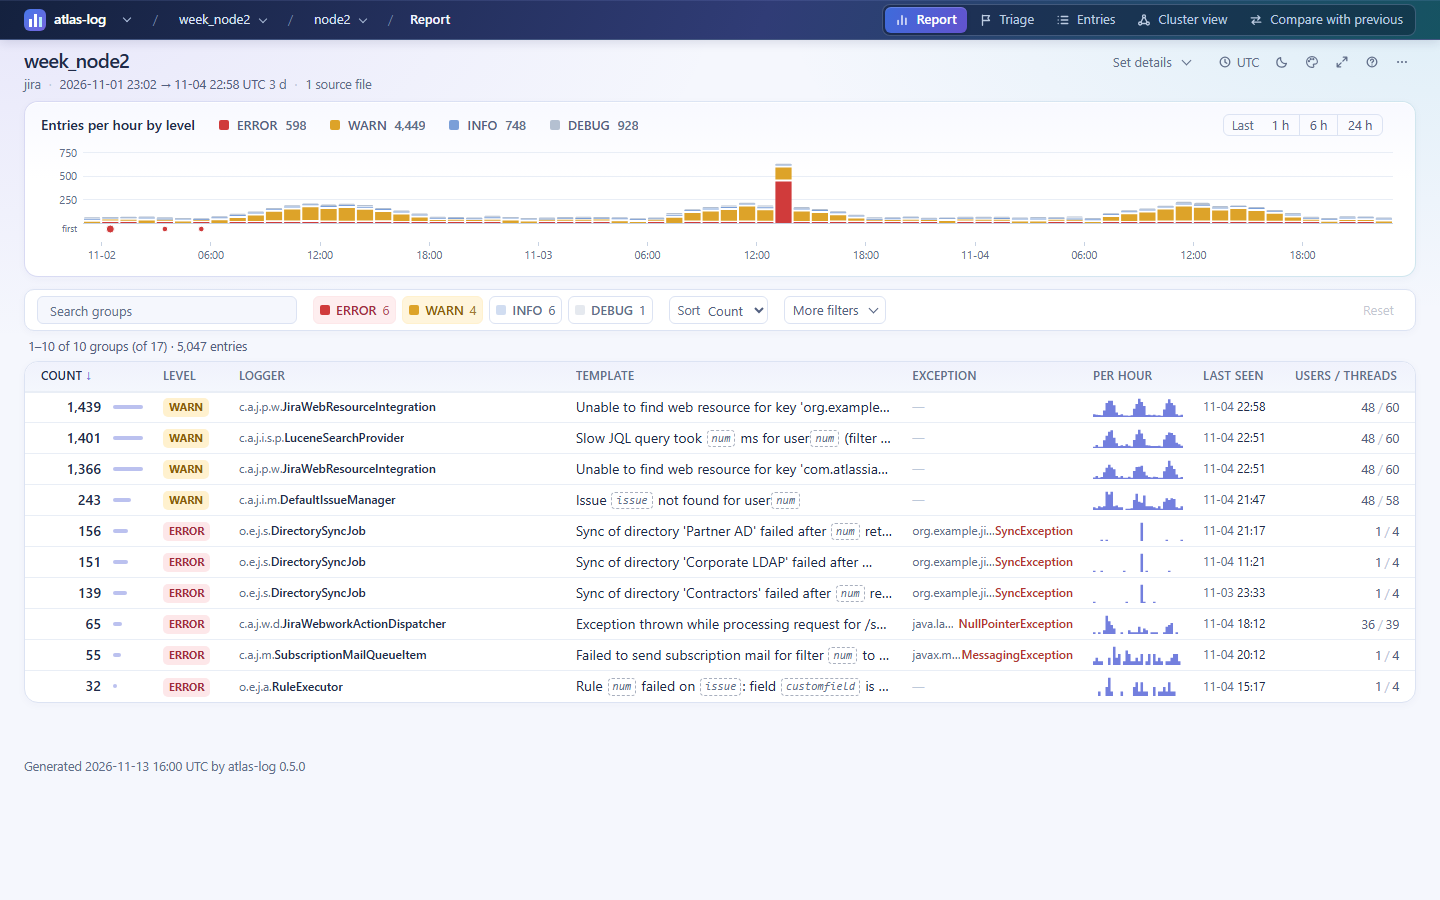 atlas-log / week_node2 / node2 / Report Report Triage Entries Cluster view Compare with previous
week_node2 Set details UTC
jira · 2026-11-01 23:02 → 11-04 22:58 UTC 3 d · 1 source file
Entries per hour by level ERROR 598 WARN 4,449 INFO 748 DEBUG 928 Last 1 h 6 h 24 h
750
500
250
first
11-02 06:00 12:00 18:00 11-03 06:00 12:00 18:00 11-04 06:00 12:00 18:00
Search groups ERROR 6 WARN 4 INFO 6 DEBUG 1 Sort Count More filters Reset
1–10 of 10 groups (of 17) · 5,047 entries
COUNT ↓ LEVEL LOGGER TEMPLATE EXCEPTION PER HOUR LAST SEEN USERS / THREADS
1,439 WARN c.a.j.p.w.JiraWebResourceIntegration Unable to find web resource for key 'org.example... — 11-04 22:58 48 / 60
1,401 WARN c.a.j.i.s.p.LuceneSearchProvider Slow JQL query took num ms for user num (filter ... — 11-04 22:51 48 / 60
1,366 WARN c.a.j.p.w.JiraWebResourceIntegration Unable to find web resource for key 'com.atlassia... — 11-04 22:51 48 / 60
243 WARN c.a.j.i.m.DefaultIssueManager Issue issue not found for user num — 11-04 21:47 48 / 58
156 ERROR o.e.j.s.DirectorySyncJob Sync of directory 'Partner AD' failed after num ret... org.example.ji...SyncException 11-04 21:17 1 / 4
151 ERROR o.e.j.s.DirectorySyncJob Sync of directory 'Corporate LDAP' failed after ... org.example.ji...SyncException 11-04 11:21 1 / 4
139 ERROR o.e.j.s.DirectorySyncJob Sync of directory 'Contractors' failed after num re... org.example.ji...SyncException 11-03 23:33 1 / 4
65 ERROR c.a.j.w.d.JiraWebworkActionDispatcher Exception thrown while processing request for /s... java.la... NullPointerException 11-04 18:12 36 / 39
55 ERROR c.a.j.m.SubscriptionMailQueueItem Failed to send subscription mail for filter num to ... javax.m...MessagingException 11-04 20:12 1 / 4
32 ERROR o.e.j.a.RuleExecutor Rule num failed on issue: field customfield is ... — 11-04 15:17 1 / 4
Generated 2026-11-13 16:00 UTC by atlas-log 0.5.0